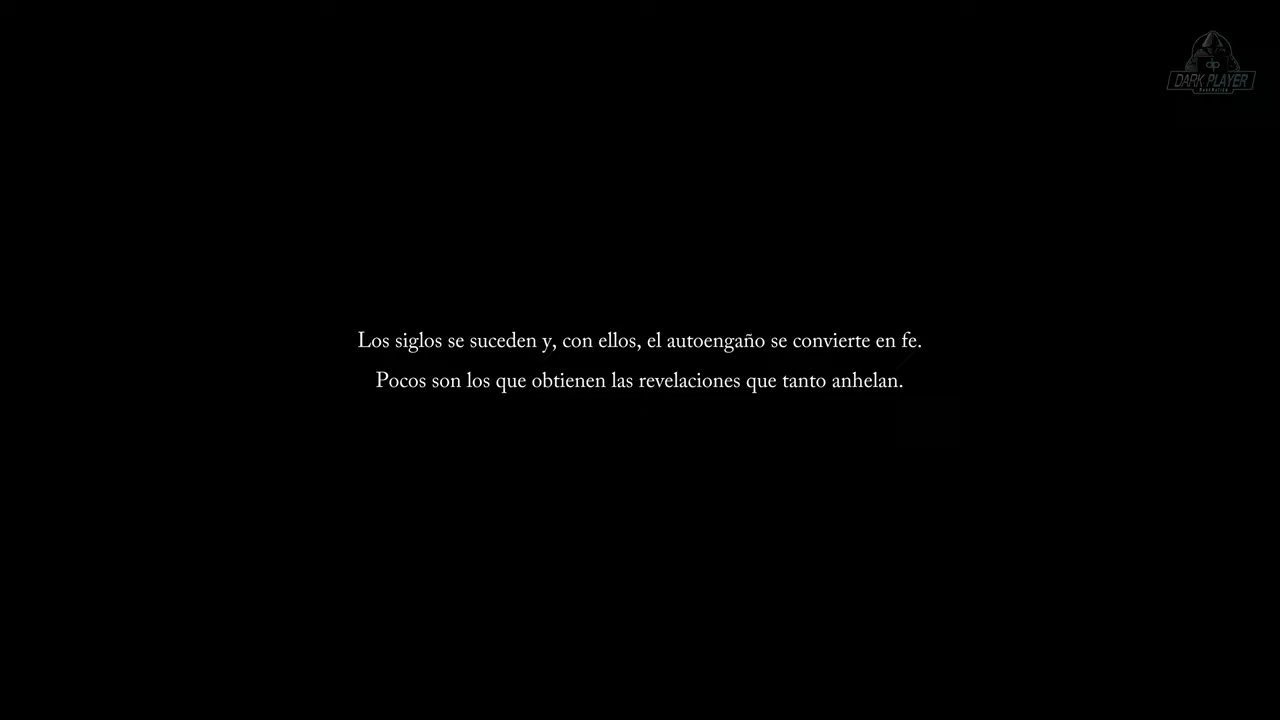 DARK PLAYER
Los siglos se suceden y, con ellos, el autoengaño se convierte en fe.
Pocos son los que obtienen las revelaciones que tanto anhelan.